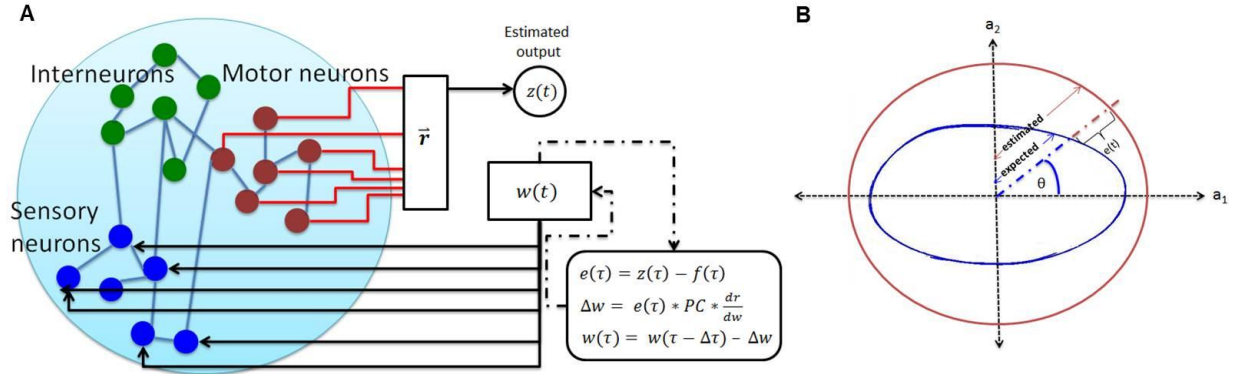 A
Interneurons
Motor neurons
Sensory
neurons
r⃗
Estimated
output
z(t)
w(t)
e(τ) = z(τ) − f(τ)
Δw = e(τ) * PC * dr/dw
w(τ) = w(τ − Δτ) − Δw
B
a₂
estimated
expected
e(t)
θ
a₁